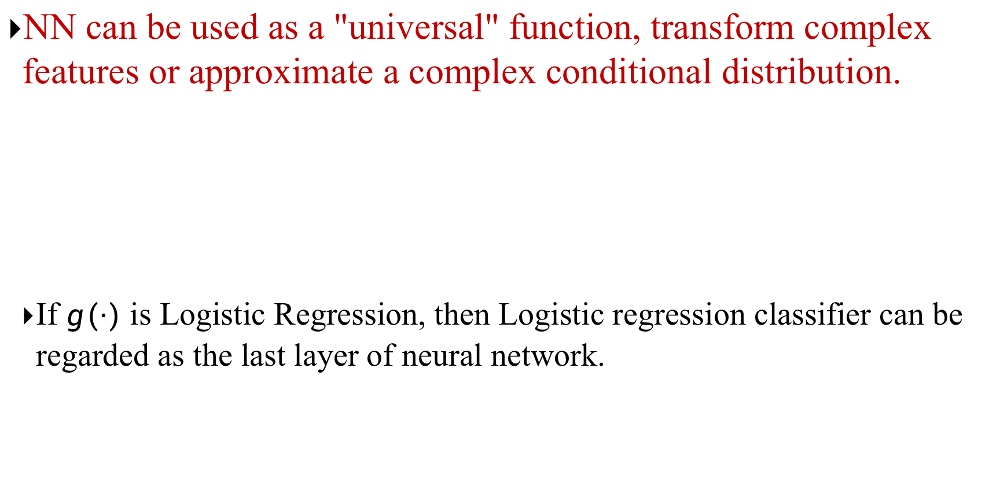 ▶NN can be used as a "universal" function, transform complex
features or approximate a complex conditional distribution.
▶If g(·) is Logistic Regression, then Logistic regression classifier can be
regarded as the last layer of neural network.